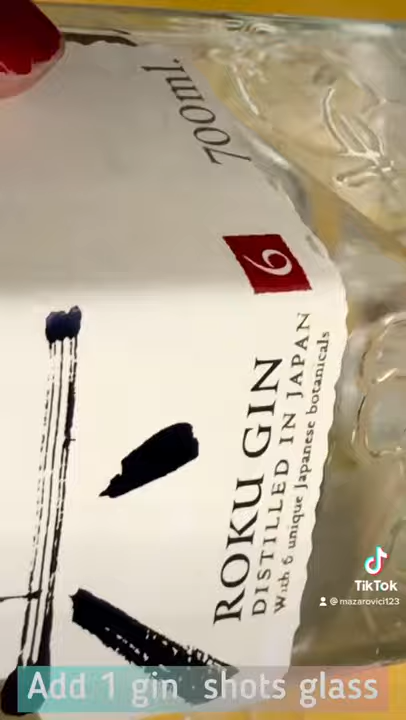 700ml.
6
ROKU GIN
DISTILLED IN JAPAN
With 6 unique Japanese botanicals
TikTok
@mazarovici123
Add 1 gin shots glass